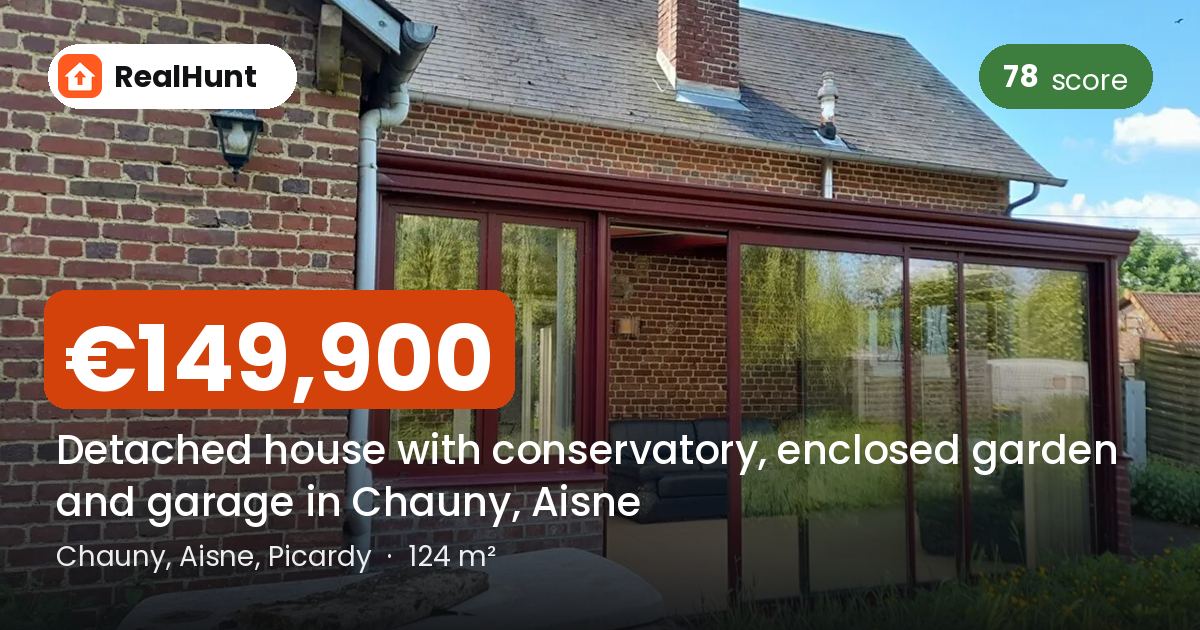 RealHunt
78 score
€149,900
Detached house with conservatory, enclosed garden
and garage in Chauny, Aisne
Chauny, Aisne, Picardy · 124 m²